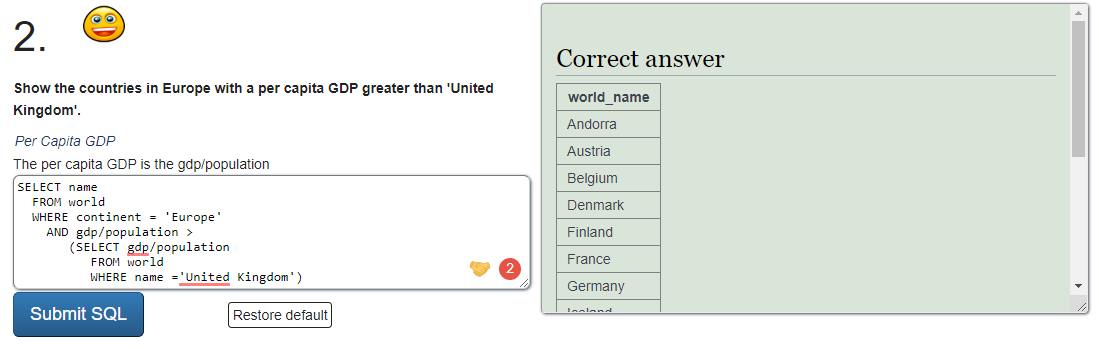 2.
Show the countries in Europe with a per capita GDP greater than 'United
Kingdom'.
Per Capita GDP
The per capita GDP is the gdp/population
SELECT name
FROM world
WHERE continent = 'Europe'
AND gdp/population >
(SELECT gdp/population
FROM world
WHERE name ='United Kingdom')
2
Submit SQL
Restore default
Correct answer
world_name
Andorra
Austria
Belgium
Denmark
Finland
France
Germany
Iceland